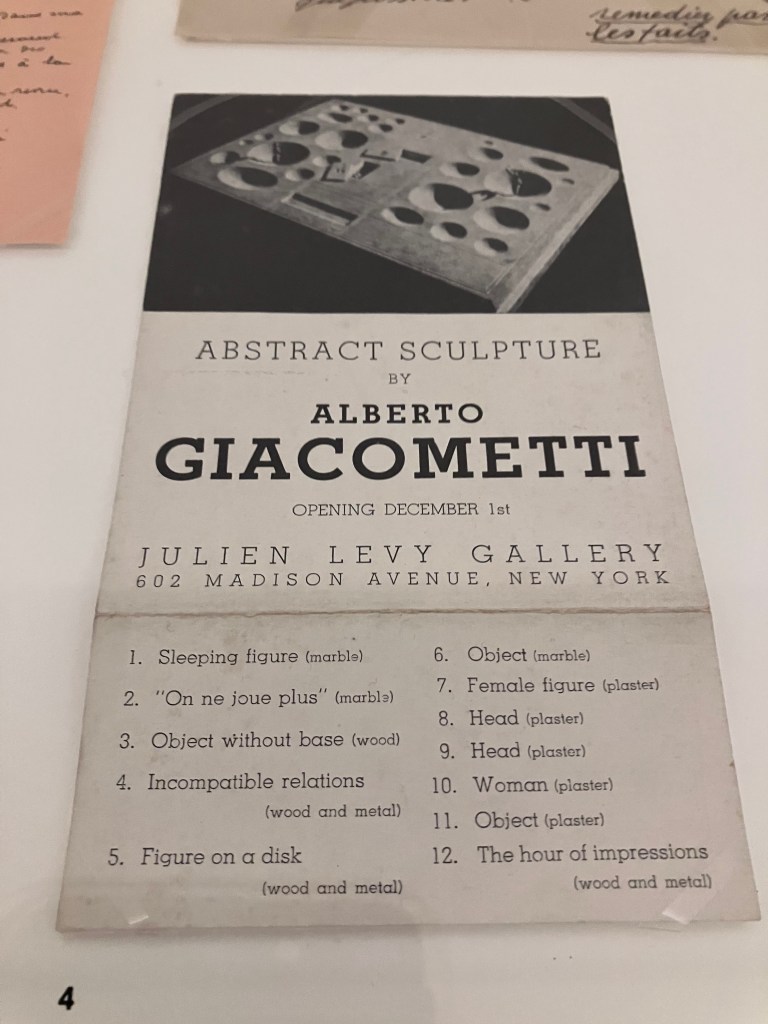 remedier par
les faits.
ABSTRACT SCULPTURE
BY
ALBERTO
GIACOMETTI
OPENING DECEMBER 1st
JULIEN LEVY GALLERY
602 MADISON AVENUE, NEW YORK
1. Sleeping figure (marble)
2. "On ne joue plus" (marble)
3. Object without base (wood)
4. Incompatible relations
(wood and metal)
5. Figure on a disk
(wood and metal)
6. Object (marble)
7. Female figure (plaster)
8. Head (plaster)
9. Head (plaster)
10. Woman (plaster)
11. Object (plaster)
12. The hour of impressions
(wood and metal)
4